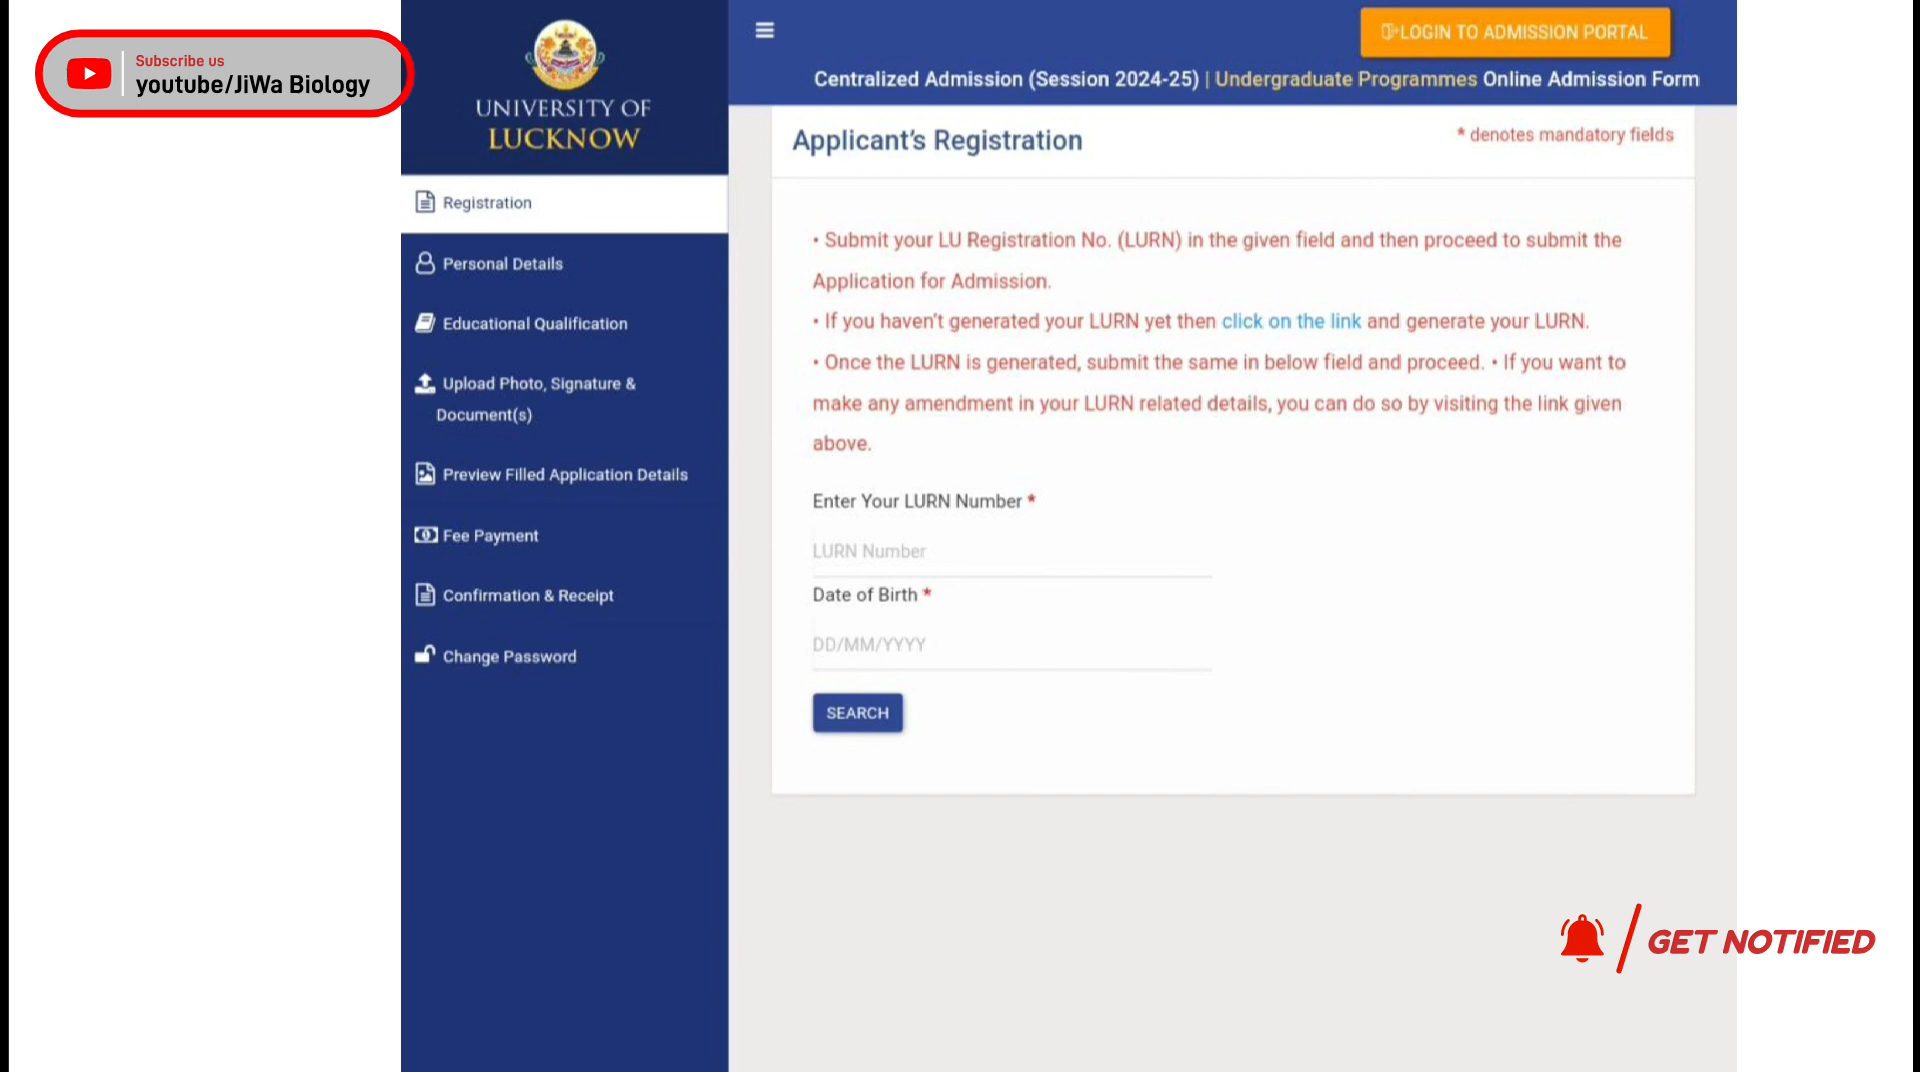 Subscribe us
youtube/JiWa Biology
UNIVERSITY OF
LUCKNOW
Registration
Personal Details
Educational Qualification
Upload Photo, Signature &
Document(s)
Preview Filled Application Details
Fee Payment
Confirmation & Receipt
Change Password
LOGIN TO ADMISSION PORTAL
Centralized Admission (Session 2024-25) | Undergraduate Programmes Online Admission Form
Applicant's Registration
* denotes mandatory fields
• Submit your LU Registration No. (LURN) in the given field and then proceed to submit the
Application for Admission.
• If you haven't generated your LURN yet then click on the link and generate your LURN.
• Once the LURN is generated, submit the same in below field and proceed. • If you want to
make any amendment in your LURN related details, you can do so by visiting the link given
above.
Enter Your LURN Number *
LURN Number
Date of Birth *
DD/MM/YYYY
SEARCH
GET NOTIFIED